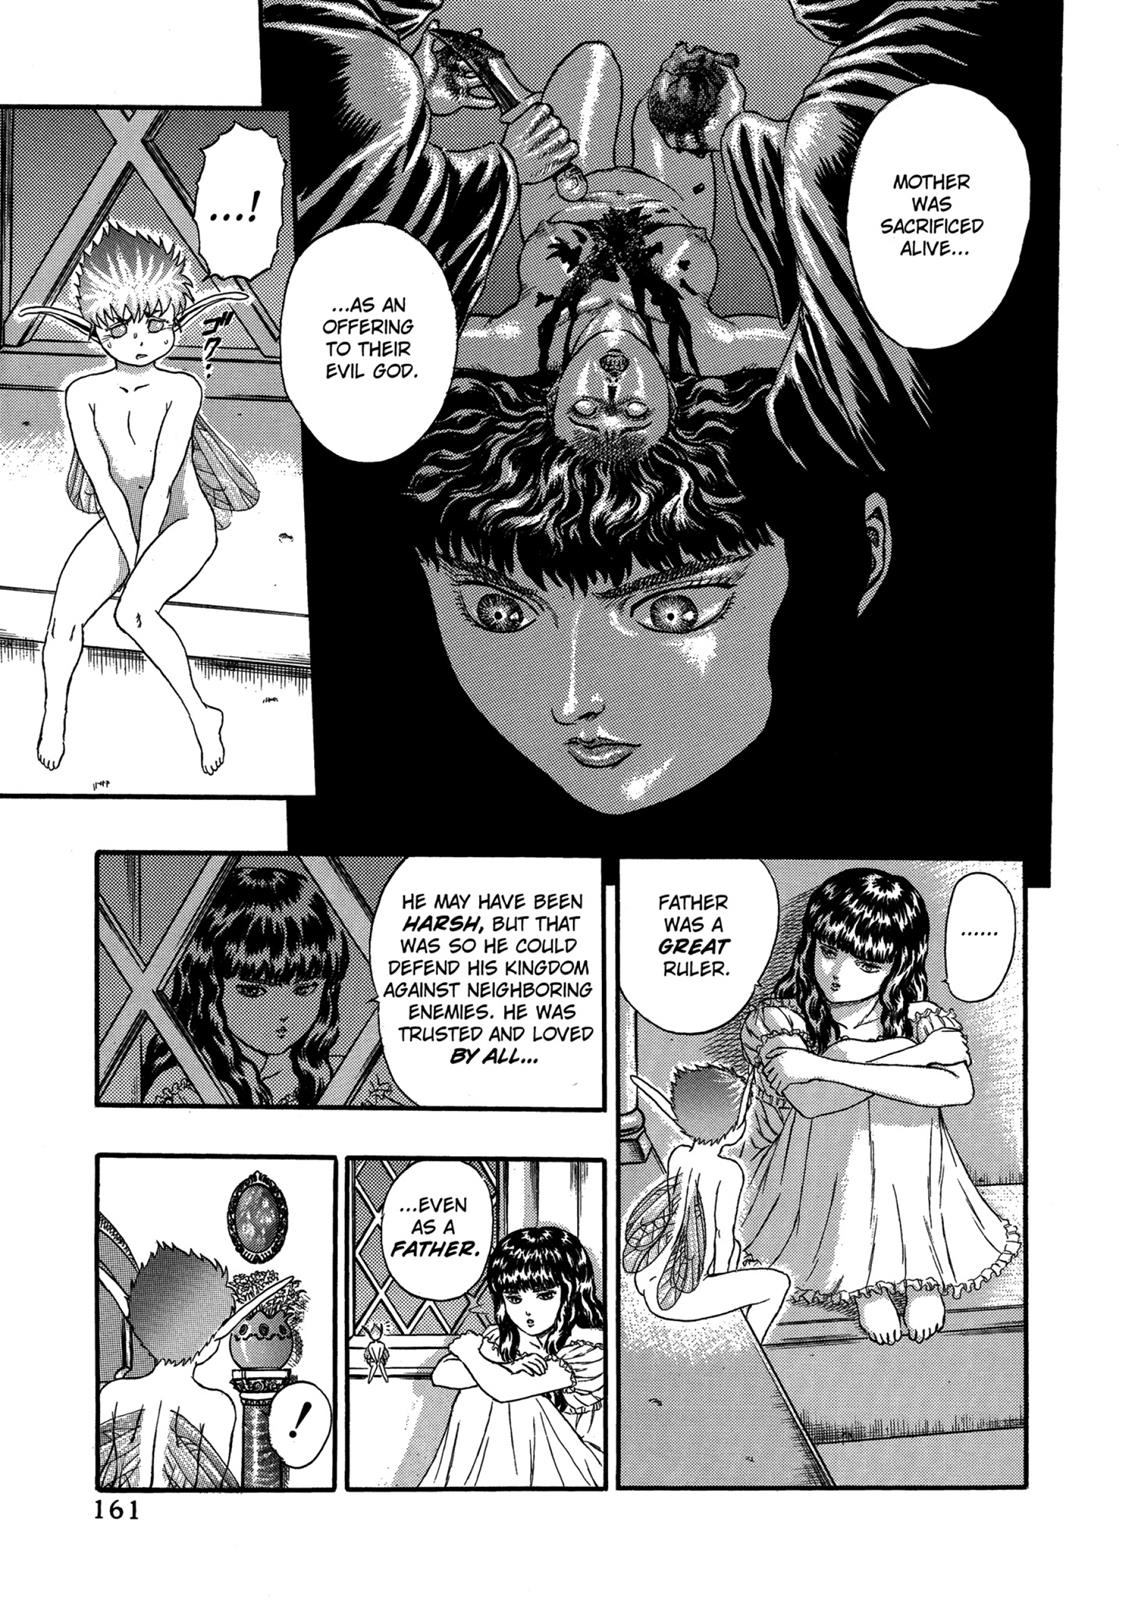 MOTHER
WAS
SACRIFICED
ALIVE...
...AS AN
OFFERING
TO THEIR
EVIL GOD.
...!
ゴク…
......
FATHER
WAS A
GREAT
RULER.
HE MAY HAVE BEEN
HARSH, BUT THAT
WAS SO HE COULD
DEFEND HIS KINGDOM
AGAINST NEIGHBORING
ENEMIES. HE WAS
TRUSTED AND LOVED
BY ALL...
...EVEN
AS A
FATHER.
!
161